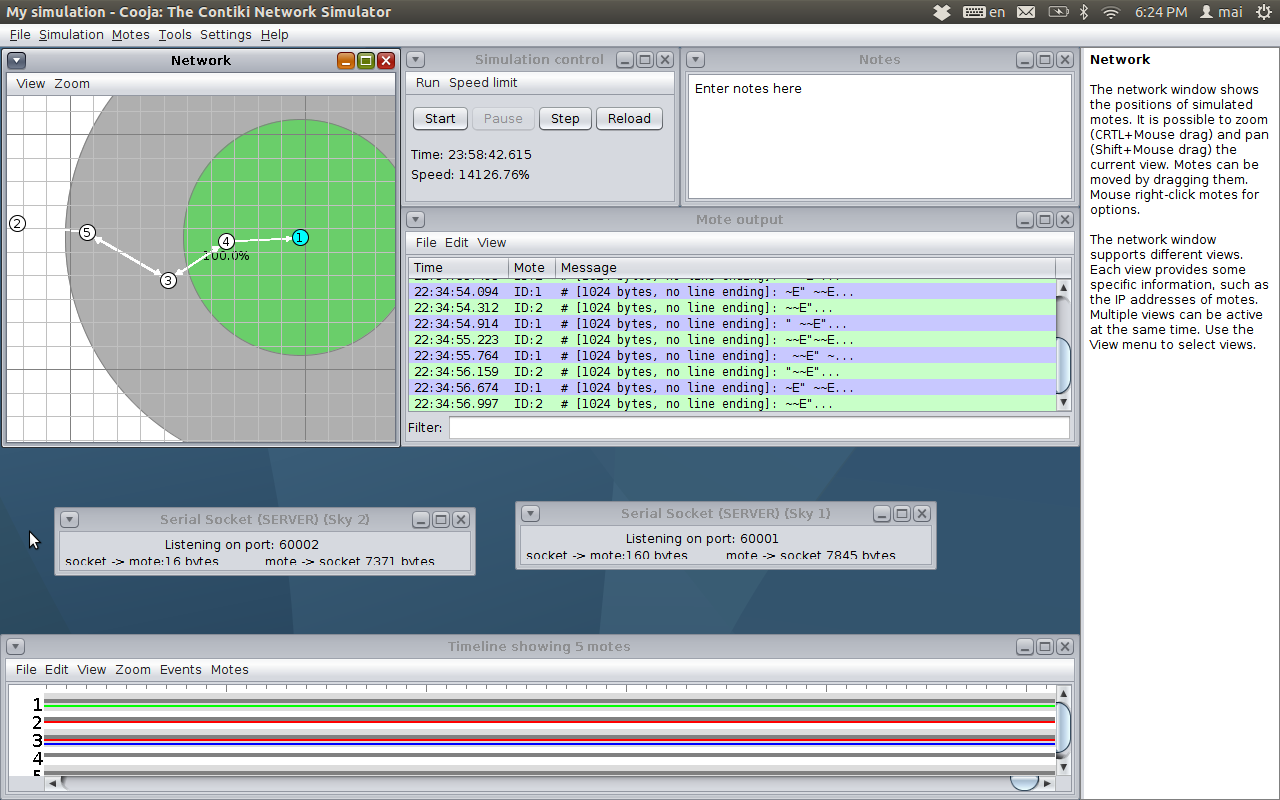 My simulation - Cooja: The Contiki Network Simulator
en
6:24 PM
mai
File Simulation Motes Tools Settings Help
Network
View Zoom
2
5
3
4
1
100.0%
Simulation control
Run Speed limit
Start Pause Step Reload
Time: 23:58:42.615
Speed: 14126.76%
Notes
Enter notes here
Mote output
File Edit View
Time Mote Message
22:34:54.094 ID:1 # [1024 bytes, no line ending]: ~E" ~~E...
22:34:54.312 ID:2 # [1024 bytes, no line ending]: ~~E"...
22:34:54.914 ID:1 # [1024 bytes, no line ending]: " ~~E"...
22:34:55.223 ID:2 # [1024 bytes, no line ending]: ~~E"~~E...
22:34:55.764 ID:1 # [1024 bytes, no line ending]:  ~~E" ~...
22:34:56.159 ID:2 # [1024 bytes, no line ending]: "~~E"...
22:34:56.674 ID:1 # [1024 bytes, no line ending]: ~E" ~~E...
22:34:56.997 ID:2 # [1024 bytes, no line ending]: ~~E"...
Filter:
Network
The network window shows
the positions of simulated
motes. It is possible to zoom
(CRTL+Mouse drag) and pan
(Shift+Mouse drag) the
current view. Motes can be
moved by dragging them.
Mouse right-click motes for
options.
The network window
supports different views.
Each view provides some
specific information, such as
the IP addresses of motes.
Multiple views can be active
at the same time. Use the
View menu to select views.
Serial Socket (SERVER) (Sky 2)
Listening on port: 60002
socket -> mote:16 bytes mote -> socket 7371 bytes
Serial Socket (SERVER) (Sky 1)
Listening on port: 60001
socket -> mote:160 bytes mote -> socket 7845 bytes
Timeline showing 5 motes
File Edit View Zoom Events Motes
1
2
3
4
5